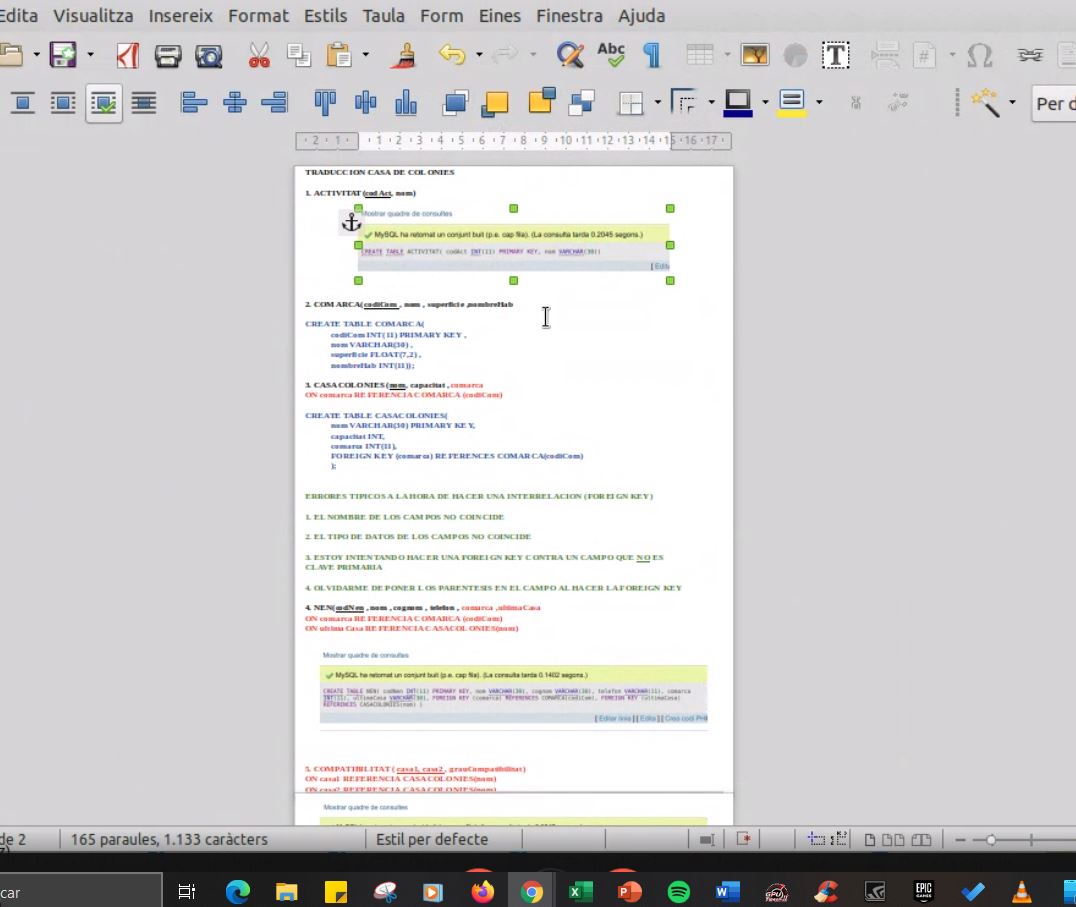 Edita Visualitza Insereix Format Estils Taula Form Eines Finestra Ajuda
Abc
T
#
Ω
Per d
2 1 1 2 3 4 5 6 7 8 9 10 11 12 13 14 15 16 17
TRADUCCION CASA DE COLONIES
1. ACTIVITAT (cod Act, nom)
Mostrar quadre de consultes
MySQL ha retornat un conjunt buit (p.e. cap fila). (La consulta tarda 0.2045 segons.)
CREATE TABLE ACTIVITAT( codAct INT(11) PRIMARY KEY, nom VARCHAR(30))
[ Edita
2. COMARCA(codiCom , nom , superficie ,nombreHab
CREATE TABLE COMARCA(
codiCom INT(11) PRIMARY KEY ,
nom VARCHAR(30) ,
superficie FLOAT(7,2) ,
nombreHab INT(11));
3. CASACOLONIES (nom, capacitat , comarca
ON comarca REFERENCIA COMARCA (codiCom)
CREATE TABLE CASACOLONIES(
nom VARCHAR(30) PRIMARY KEY,
capacitat INT,
comarca INT(11),
FOREIGN KEY (comarca) REFERENCES COMARCA(codiCom)
);
ERRORES TIPICOS A LA HORA DE HACER UNA INTERRELACION (FOREIGN KEY)
1. EL NOMBRE DE LOS CAMPOS NO COINCIDE
2. EL TIPO DE DATOS DE LOS CAMPOS NO COINCIDE
3. ESTOY INTENTANDO HACER UNA FOREIGN KEY CONTRA UN CAMPO QUE NO ES
CLAVE PRIMARIA
4. OLVIDARME DE PONER LOS PARENTESIS EN EL CAMPO AL HACER LA FOREIGN KEY
4. NEN(codNen , nom , cognom , telefon , comarca ,ultimaCasa
ON comarca REFERENCIA COMARCA (codiCom)
ON ultima Casa REFERENCIA CASACOLONIES(nom)
Mostrar quadre de consultes
MySQL ha retornat un conjunt buit (p.e. cap fila). (La consulta tarda 0.1402 segons.)
CREATE TABLE NEN( codNen INT(11) PRIMARY KEY, nom VARCHAR(30), cognom VARCHAR(30), telefon VARCHAR(11), comarca
INT(11), ultimaCasa VARCHAR(30), FOREIGN KEY (comarca) REFERENCES COMARCA(codiCom), FOREIGN KEY (ultimaCasa)
REFERENCES CASACOLONIES(nom) )
[ Editar línia ] [ Edita ] [ Crea codi PHP
5. COMPATIBILITAT ( casa1, casa2 , grauCompatibilitat)
ON casa1 REFERENCIA CASACOLONIES(nom)
ON casa2 REFERENCIA CASACOLONIES(nom)
Mostrar quadre de consultes
de 2 165 paraules, 1.133 caràcters Estil per defecte
car
EPIC GAMES